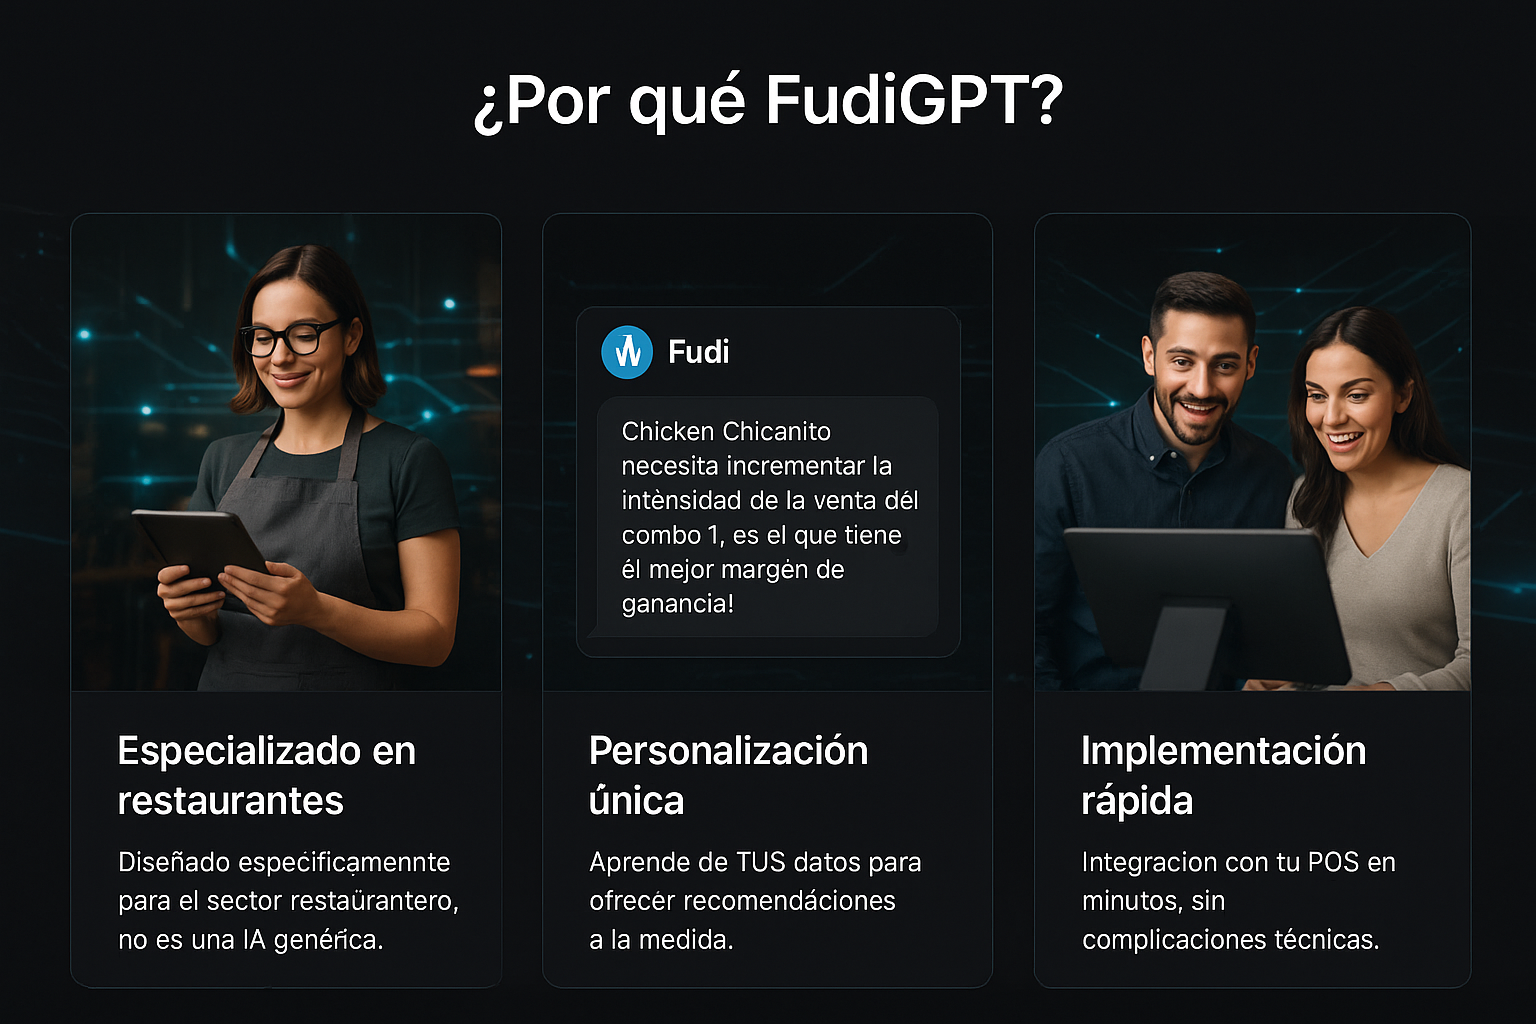 ¿Por qué FudiGPT?
Fudi
Chicken Chicanito
necesita incrementar la
intènsidad de la venta dél
combo 1, es el que tiene
él mejor margėn de
ganancia!
Especializado en
restaurantes
Diseñado específicamennte
para el sector restaürantero,
no es una IA genéřica.
Personalización
única
Aprende de TUS datos para
ofrecér recomendáciones
a la medida.
Implementación
rápida
Integracion con tu POS en
minutos, sin
complicaciones técnicas.